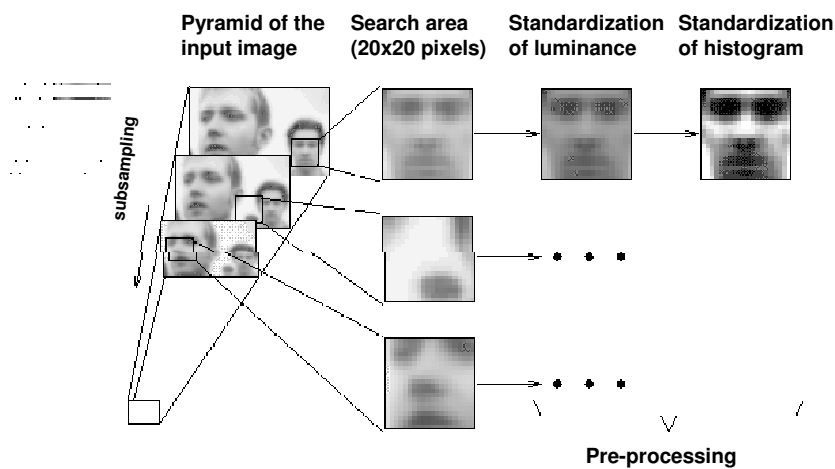 Pyramid of the
input image
Search area
(20x20 pixels)
Standardization
of luminance
Standardization
of histogram
subsampling
Pre-processing